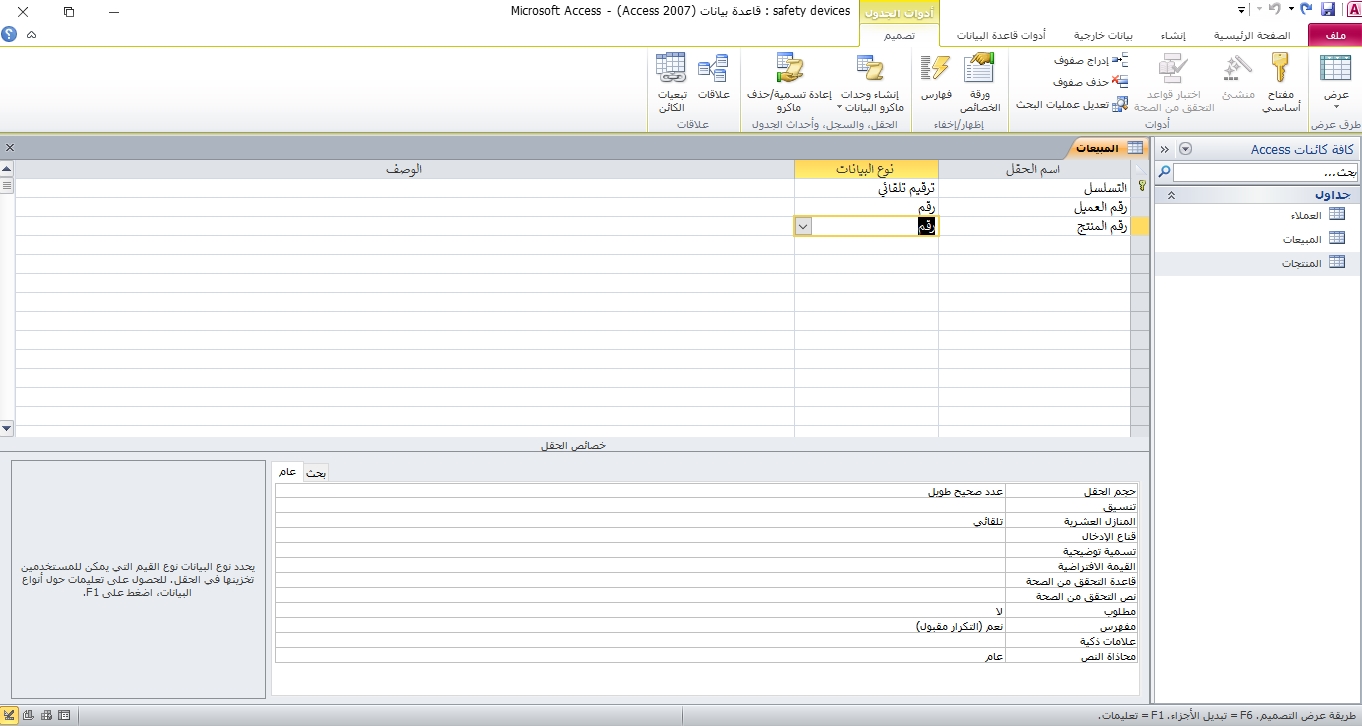 safety devices : قاعدة بيانات (Access 2007) - Microsoft Access
أدوات الجدول
ملف
الصفحة الرئيسية
إنشاء
بيانات خارجية
أدوات قاعدة البيانات
تصميم
عرض
طرق عرض
مفتاح أساسي
منشئ
اختبار قواعد التحقق من الصحة
إدراج صفوف
حذف صفوف
تعديل عمليات البحث
أدوات
ورقة الخصائص
فهارس
إظهار/إخفاء
إنشاء وحدات ماكرو البيانات
إعادة تسمية/حذف ماكرو
الحقل، والسجل، وأحداث الجدول
علاقات
تبعيات الكائن
علاقات
كافة كائنات Access
بحث...
جداول
العملاء
المبيعات
المنتجات
المبيعات
اسم الحقل
نوع البيانات
الوصف
التسلسل
ترقيم تلقائي
رقم العميل
رقم
رقم المنتج
رقم
خصائص الحقل
عام
بحث
حجم الحقل
عدد صحيح طويل
تنسيق
المنازل العشرية
تلقائي
قناع الإدخال
تسمية توضيحية
القيمة الافتراضية
قاعدة التحقق من الصحة
نص التحقق من الصحة
مطلوب
لا
مفهرس
نعم (التكرار مقبول)
علامات ذكية
محاذاة النص
عام
يحدد نوع البيانات نوع القيم التي يمكن للمستخدمين
تخزينها في الحقل. للحصول على تعليمات حول أنواع
البيانات، اضغط على F1.
طريقة عرض التصميم. F6 = تبديل الأجزاء. F1 = تعليمات.